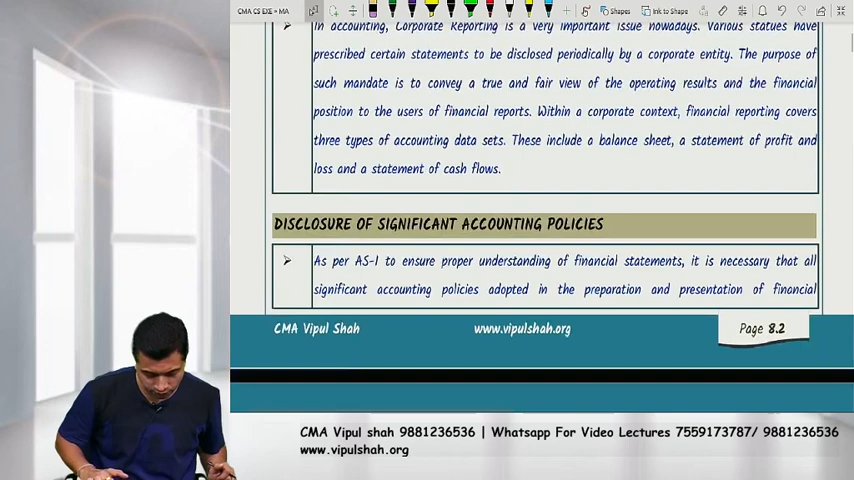 CMA CS EXE + MA
Shapes
Ink to Shape
In accounting, Corporate Reporting is a very important issue nowadays. Various statues have
prescribed certain statements to be disclosed periodically by a corporate entity. The purpose of
such mandate is to convey a true and fair view of the operating results and the financial
position to the users of financial reports. Within a corporate context, financial reporting covers
three types of accounting data sets. These include a balance sheet, a statement of profit and
loss and a statement of cash flows.
DISCLOSURE OF SIGNIFICANT ACCOUNTING POLICIES
As per AS-1 to ensure proper understanding of financial statements, it is necessary that all
significant accounting policies adopted in the preparation and presentation of financial
CMA Vipul Shah
www.vipulshah.org
Page 8.2
CMA Vipul shah 9881236536 | Whatsapp For Video Lectures 7559173787/ 9881236536
www.vipulshah.org